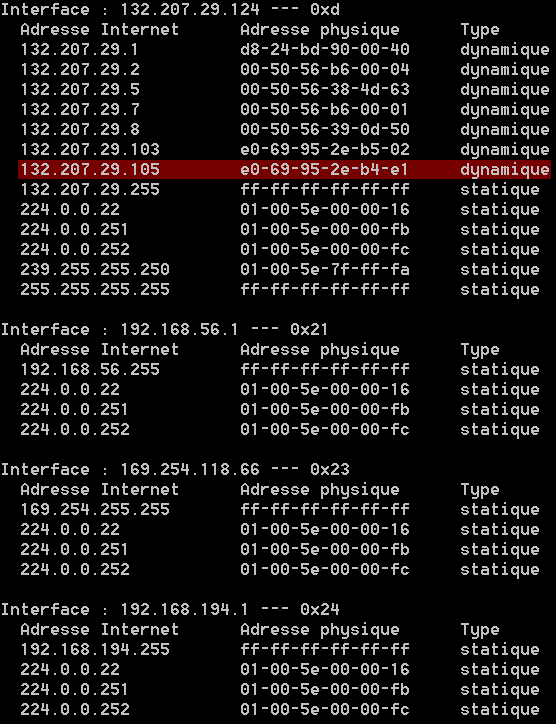 Interface : 132.207.29.124 --- 0xd
Adresse Internet Adresse physique Type
132.207.29.1 d8-24-bd-90-00-40 dynamique
132.207.29.2 00-50-56-b6-00-04 dynamique
132.207.29.5 00-50-56-38-4d-63 dynamique
132.207.29.7 00-50-56-b6-00-01 dynamique
132.207.29.8 00-50-56-39-0d-50 dynamique
132.207.29.103 e0-69-95-2e-b5-02 dynamique
132.207.29.105 e0-69-95-2e-b4-e1 dynamique
132.207.29.255 ff-ff-ff-ff-ff-ff statique
224.0.0.22 01-00-5e-00-00-16 statique
224.0.0.251 01-00-5e-00-00-fb statique
224.0.0.252 01-00-5e-00-00-fc statique
239.255.255.250 01-00-5e-7f-ff-fa statique
255.255.255.255 ff-ff-ff-ff-ff-ff statique
Interface : 192.168.56.1 --- 0x21
Adresse Internet Adresse physique Type
192.168.56.255 ff-ff-ff-ff-ff-ff statique
224.0.0.22 01-00-5e-00-00-16 statique
224.0.0.251 01-00-5e-00-00-fb statique
224.0.0.252 01-00-5e-00-00-fc statique
Interface : 169.254.118.66 --- 0x23
Adresse Internet Adresse physique Type
169.254.255.255 ff-ff-ff-ff-ff-ff statique
224.0.0.22 01-00-5e-00-00-16 statique
224.0.0.251 01-00-5e-00-00-fb statique
224.0.0.252 01-00-5e-00-00-fc statique
Interface : 192.168.194.1 --- 0x24
Adresse Internet Adresse physique Type
192.168.194.255 ff-ff-ff-ff-ff-ff statique
224.0.0.22 01-00-5e-00-00-16 statique
224.0.0.251 01-00-5e-00-00-fb statique
224.0.0.252 01-00-5e-00-00-fc statique